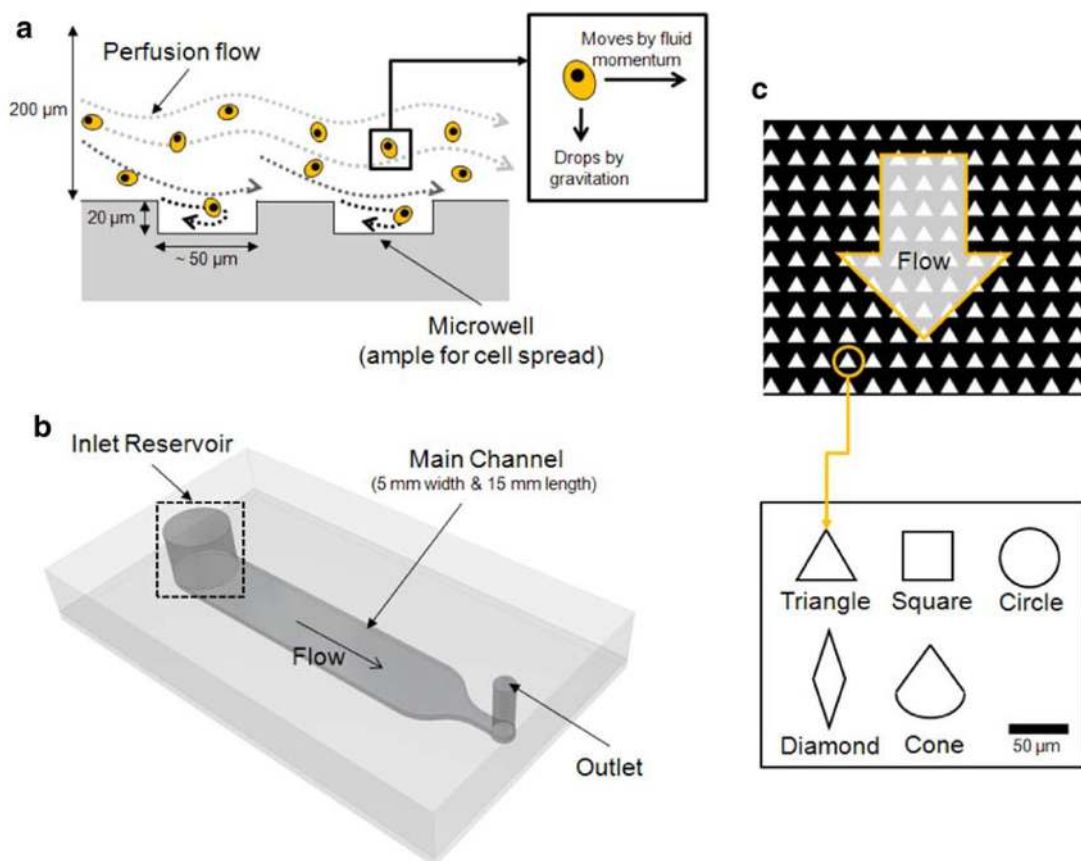 a
Perfusion flow
200 µm
20 µm
~ 50 µm
Microwell
(ample for cell spread)
Moves by fluid
momentum
Drops by
gravitation
b
Inlet Reservoir
Main Channel
(5 mm width & 15 mm length)
Flow
Outlet
c
Flow
Triangle
Square
Circle
Diamond
Cone
50 µm